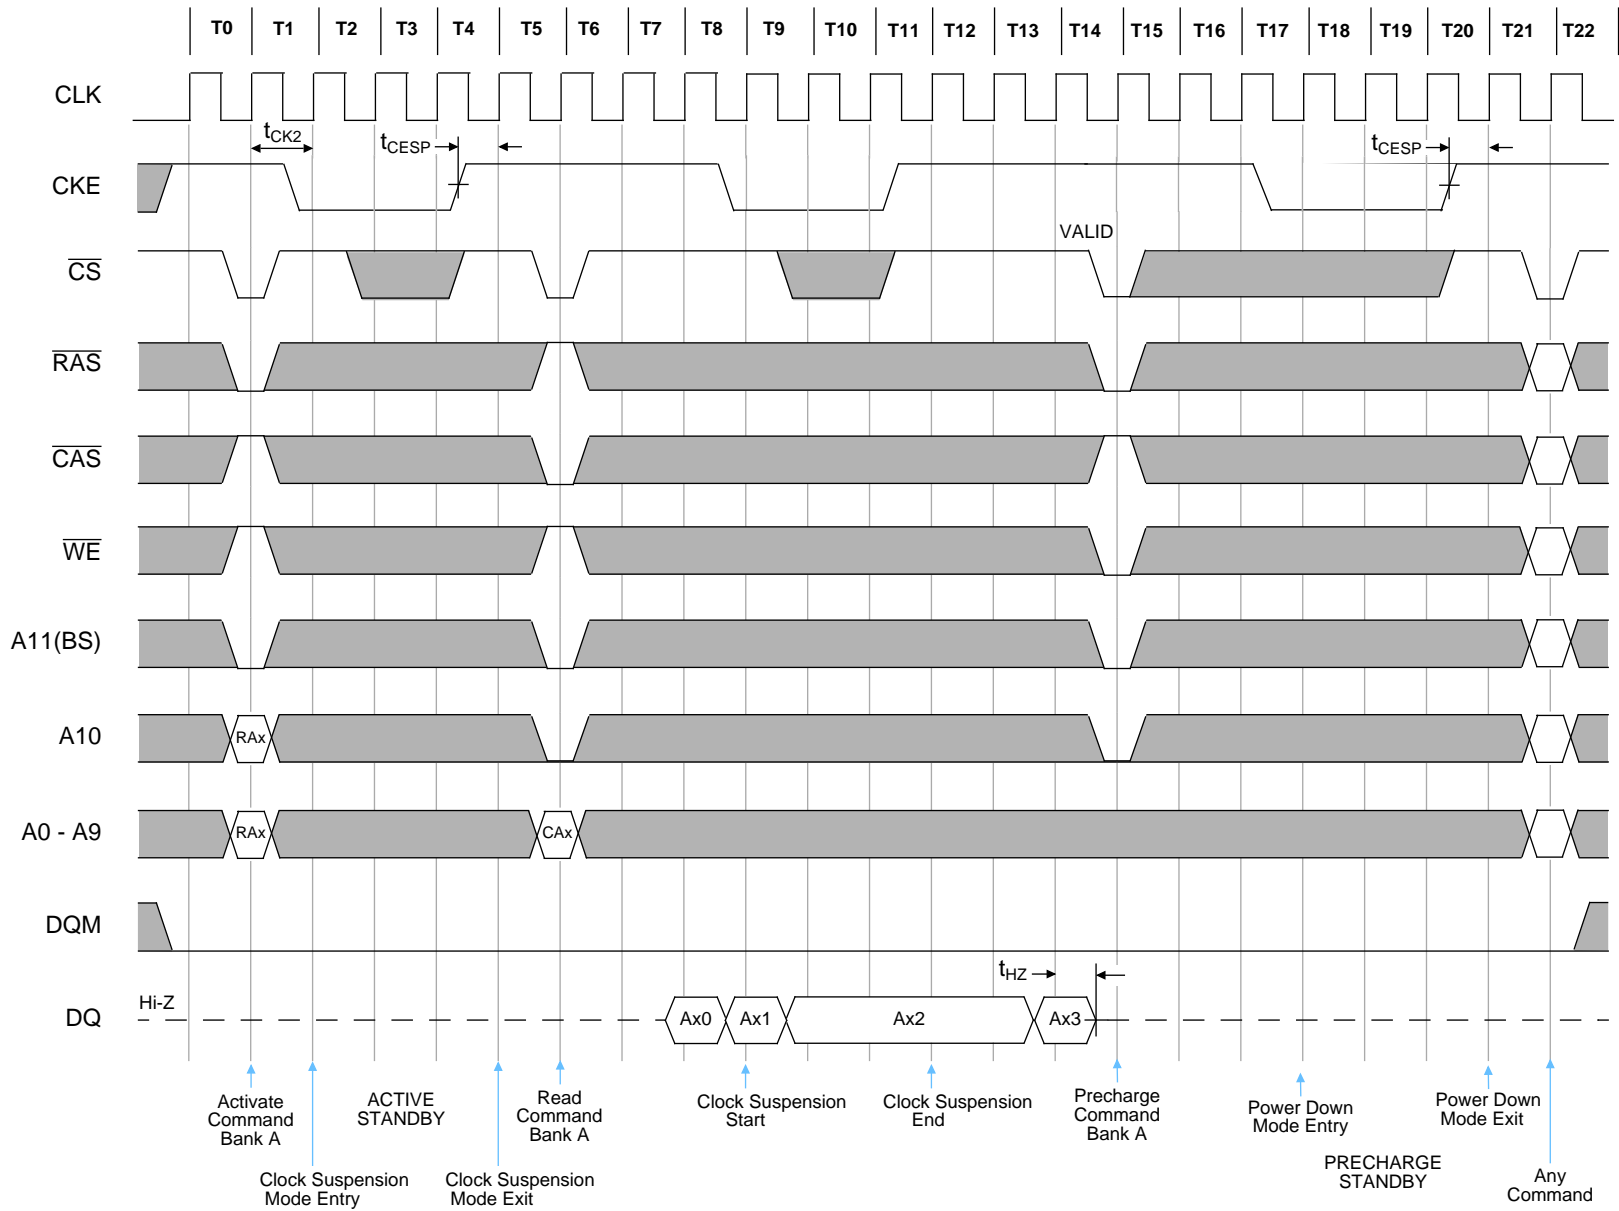 T0 T1 T2 T3 T4 T5 T6 T7 T8 T9 T10 T11 T12 T13 T14 T15 T16 T17 T18 T19 T20 T21 T22
CLK
tCK2
tCESP
tCESP
CKE
VALID
CS
RAS
CAS
WE
A11(BS)
A10
RAx
A0 - A9
RAx
CAx
DQM
tHZ
Hi-Z
DQ
Ax0
Ax1
Ax2
Ax3
Activate
Command
Bank A
ACTIVE
STANDBY
Read
Command
Bank A
Clock Suspension
Start
Clock Suspension
End
Precharge
Command
Bank A
Power Down
Mode Entry
Power Down
Mode Exit
Clock Suspension
Mode Entry
Clock Suspension
Mode Exit
PRECHARGE
STANDBY
Any
Command